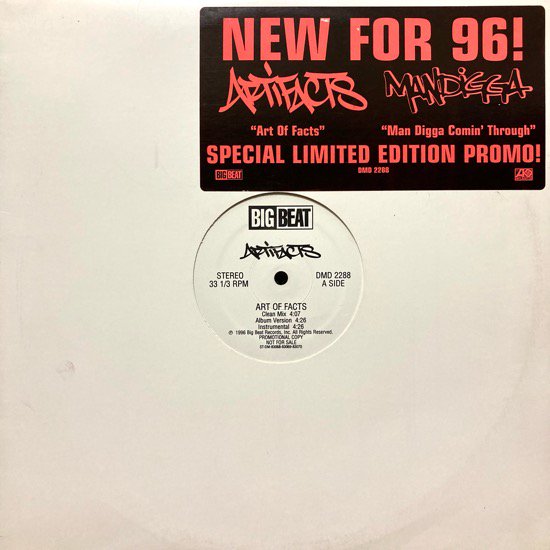 NEW FOR 96!
ARTIFACTS MANDIGGA
"Art Of Facts" "Man Digga Comin' Through"
SPECIAL LIMITED EDITION PROMO!
BIG BEAT DMD 2288
BIG BEAT
ARTIFACTS
STEREO DMD 2288
33 1/3 RPM A SIDE
ART OF FACTS
Clean Mix 4:07
Album Version 4:26
Instrumental 4:26
℗ 1996 Big Beat Records, Inc. All Rights Reserved.
PROMOTIONAL COPY
NOT FOR SALE